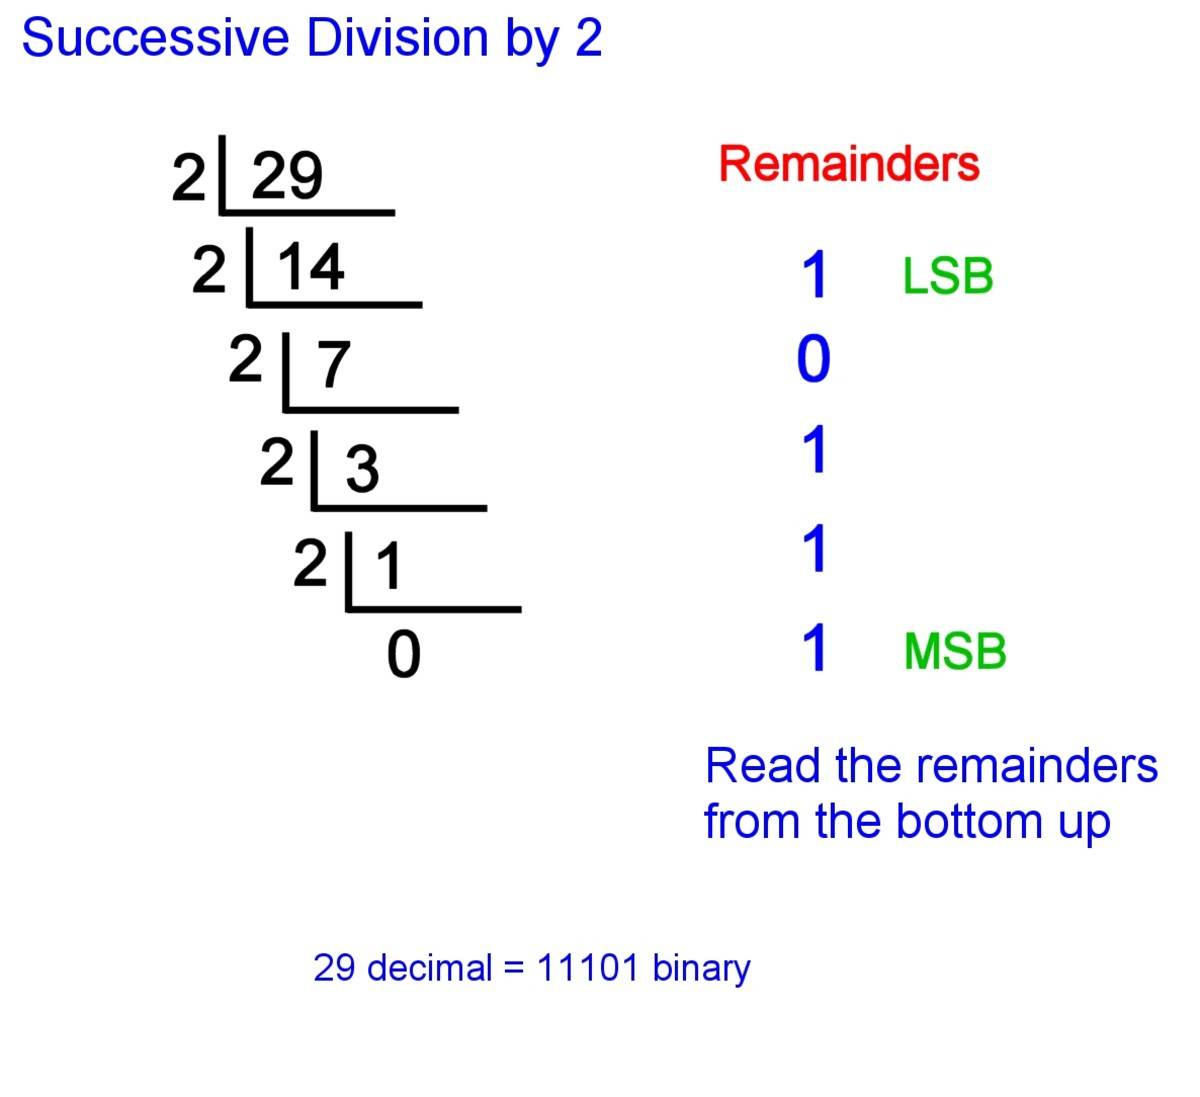 Successive Division by 2
2 29
Remainders
2 14
1 LSB
2 7
0
2 3
1
2 1
1
0
1 MSB
Read the remainders
from the bottom up
29 decimal = 11101 binary